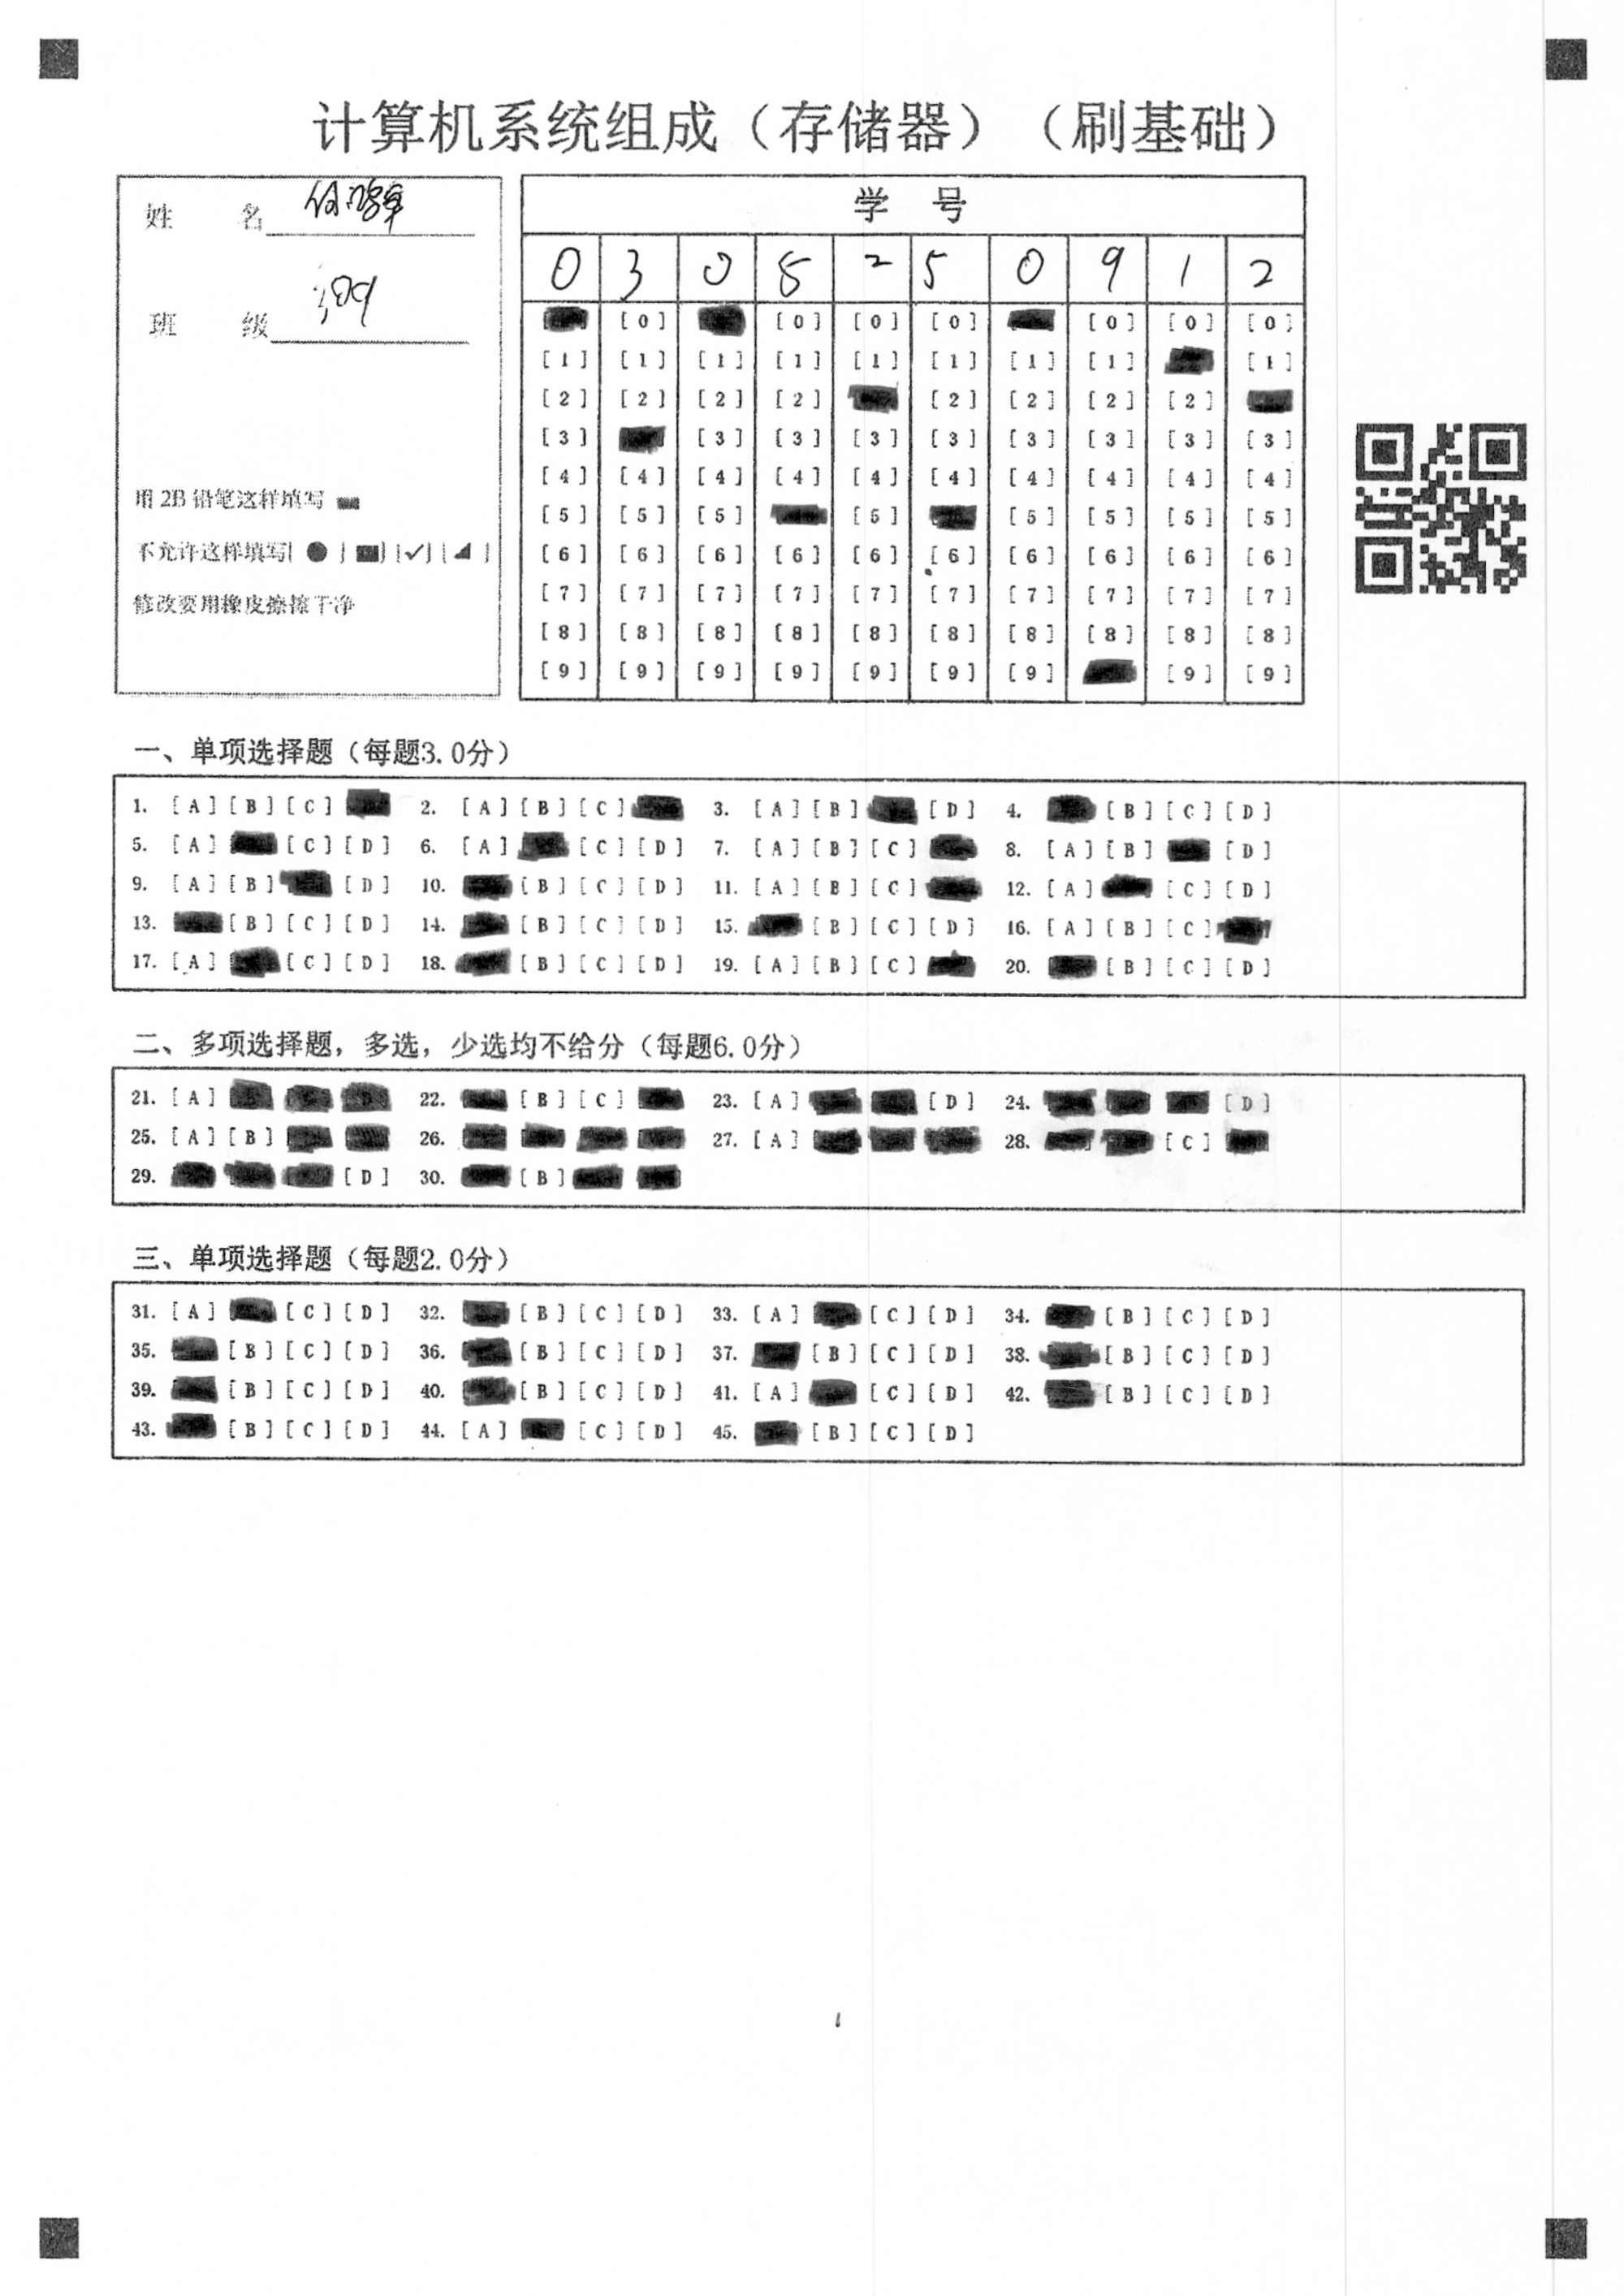 计算机系统组成（存储器）（刷基础）
姓 名
班 级
用 2B 铅笔这样填写
不允许这样填写[ ● ] [ ] [✓] [ ]
修改要用橡皮擦擦干净
学 号
0 3 0 5 2 5 0 9 1 2
[0] [0] [0] [0] [0] [0] [0]
[1] [1] [1] [1] [1] [1] [1] [1] [1]
[2] [2] [2] [2] [2] [2] [2] [2]
[3] [3] [3] [3] [3] [3] [3] [3] [3]
[4] [4] [4] [4] [4] [4] [4] [4] [4] [4]
[5] [5] [5] [5] [5] [5] [5] [5]
[6] [6] [6] [6] [6] [6] [6] [6] [6] [6]
[7] [7] [7] [7] [7] [7] [7] [7] [7] [7]
[8] [8] [8] [8] [8] [8] [8] [8] [8] [8]
[9] [9] [9] [9] [9] [9] [9] [9] [9]
一、单项选择题（每题3.0分）
1. [A] [B] [C] 2. [A] [B] [C] 3. [A] [B] [D] 4. [B] [C] [D]
5. [A] [C] [D] 6. [A] [C] [D] 7. [A] [B] [C] 8. [A] [B] [D]
9. [A] [B] [D] 10. [B] [C] [D] 11. [A] [B] [C] 12. [A] [C] [D]
13. [B] [C] [D] 14. [B] [C] [D] 15. [B] [C] [D] 16. [A] [B] [C]
17. [A] [C] [D] 18. [B] [C] [D] 19. [A] [B] [C] 20. [B] [C] [D]
二、多项选择题，多选，少选均不给分（每题6.0分）
21. [A] 22. [B] [C] 23. [A] [D] 24. [D]
25. [A] [B] 26. 27. [A] 28. [C]
29. [D] 30. [B]
三、单项选择题（每题2.0分）
31. [A] [C] [D] 32. [B] [C] [D] 33. [A] [C] [D] 34. [B] [C] [D]
35. [B] [C] [D] 36. [B] [C] [D] 37. [B] [C] [D] 38. [B] [C] [D]
39. [B] [C] [D] 40. [B] [C] [D] 41. [A] [C] [D] 42. [B] [C] [D]
43. [B] [C] [D] 44. [A] [C] [D] 45. [B] [C] [D]